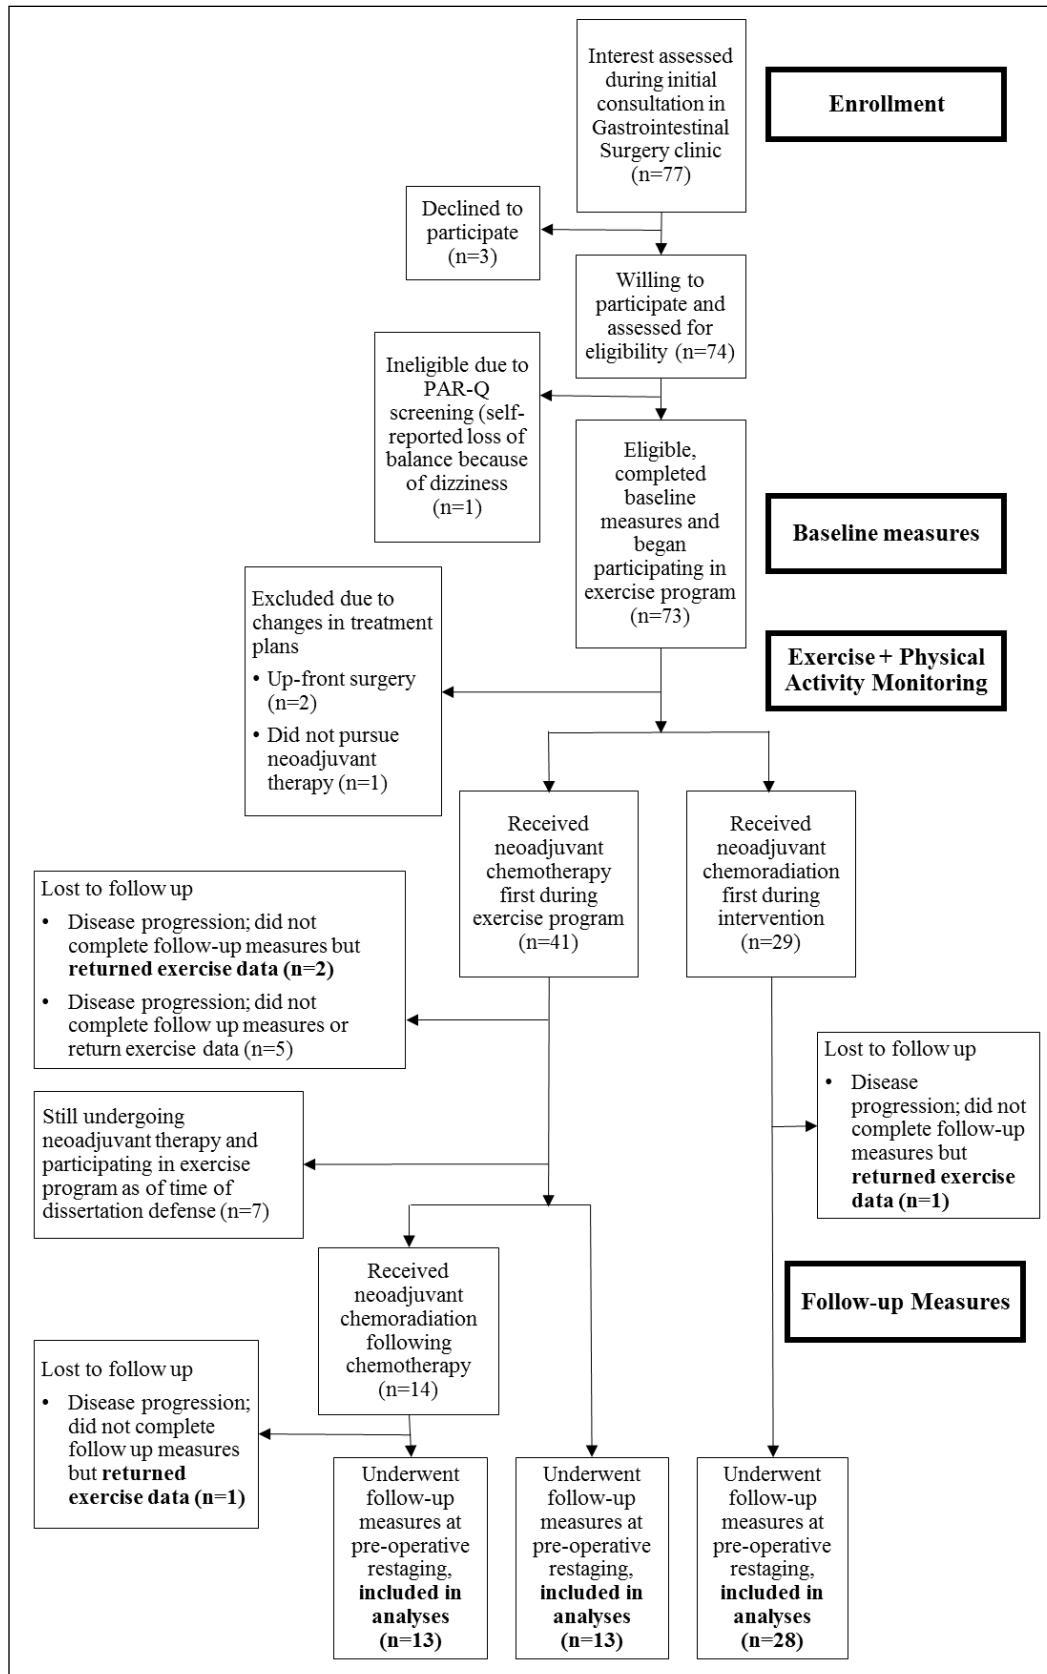 Interest assessed
during initial
consultation in
Gastrointestinal
Surgery clinic
(n=77)
Enrollment
Declined to
participate
(n=3)
Willing to
participate and
assessed for
eligibility (n=74)
Ineligible due to
PAR-Q
screening (self-
reported loss of
balance because
of dizziness
(n=1)
Eligible,
completed
baseline
measures and
began
participating in
exercise program
(n=73)
Baseline measures
Excluded due to
changes in treatment
plans
• Up-front surgery
(n=2)
• Did not pursue
neoadjuvant
therapy (n=1)
Exercise + Physical
Activity Monitoring
Received
neoadjuvant
chemotherapy
first during
exercise program
(n=41)
Received
neoadjuvant
chemoradiation
first during
intervention
(n=29)
Lost to follow up
• Disease progression; did not
complete follow-up measures but
returned exercise data (n=2)
• Disease progression; did not
complete follow up measures or
return exercise data (n=5)
Lost to follow up
• Disease
progression; did not
complete follow-up
measures but
returned exercise
data (n=1)
Still undergoing
neoadjuvant therapy and
participating in exercise
program as of time of
dissertation defense (n=7)
Received
neoadjuvant
chemoradiation
following
chemotherapy
(n=14)
Follow-up Measures
Lost to follow up
• Disease progression;
did not complete
follow up measures
but returned
exercise data (n=1)
Underwent
follow-up
measures at
pre-operative
restaging,
included in
analyses
(n=13)
Underwent
follow-up
measures at
pre-operative
restaging,
included in
analyses
(n=13)
Underwent
follow-up
measures at
pre-operative
restaging,
included in
analyses
(n=28)